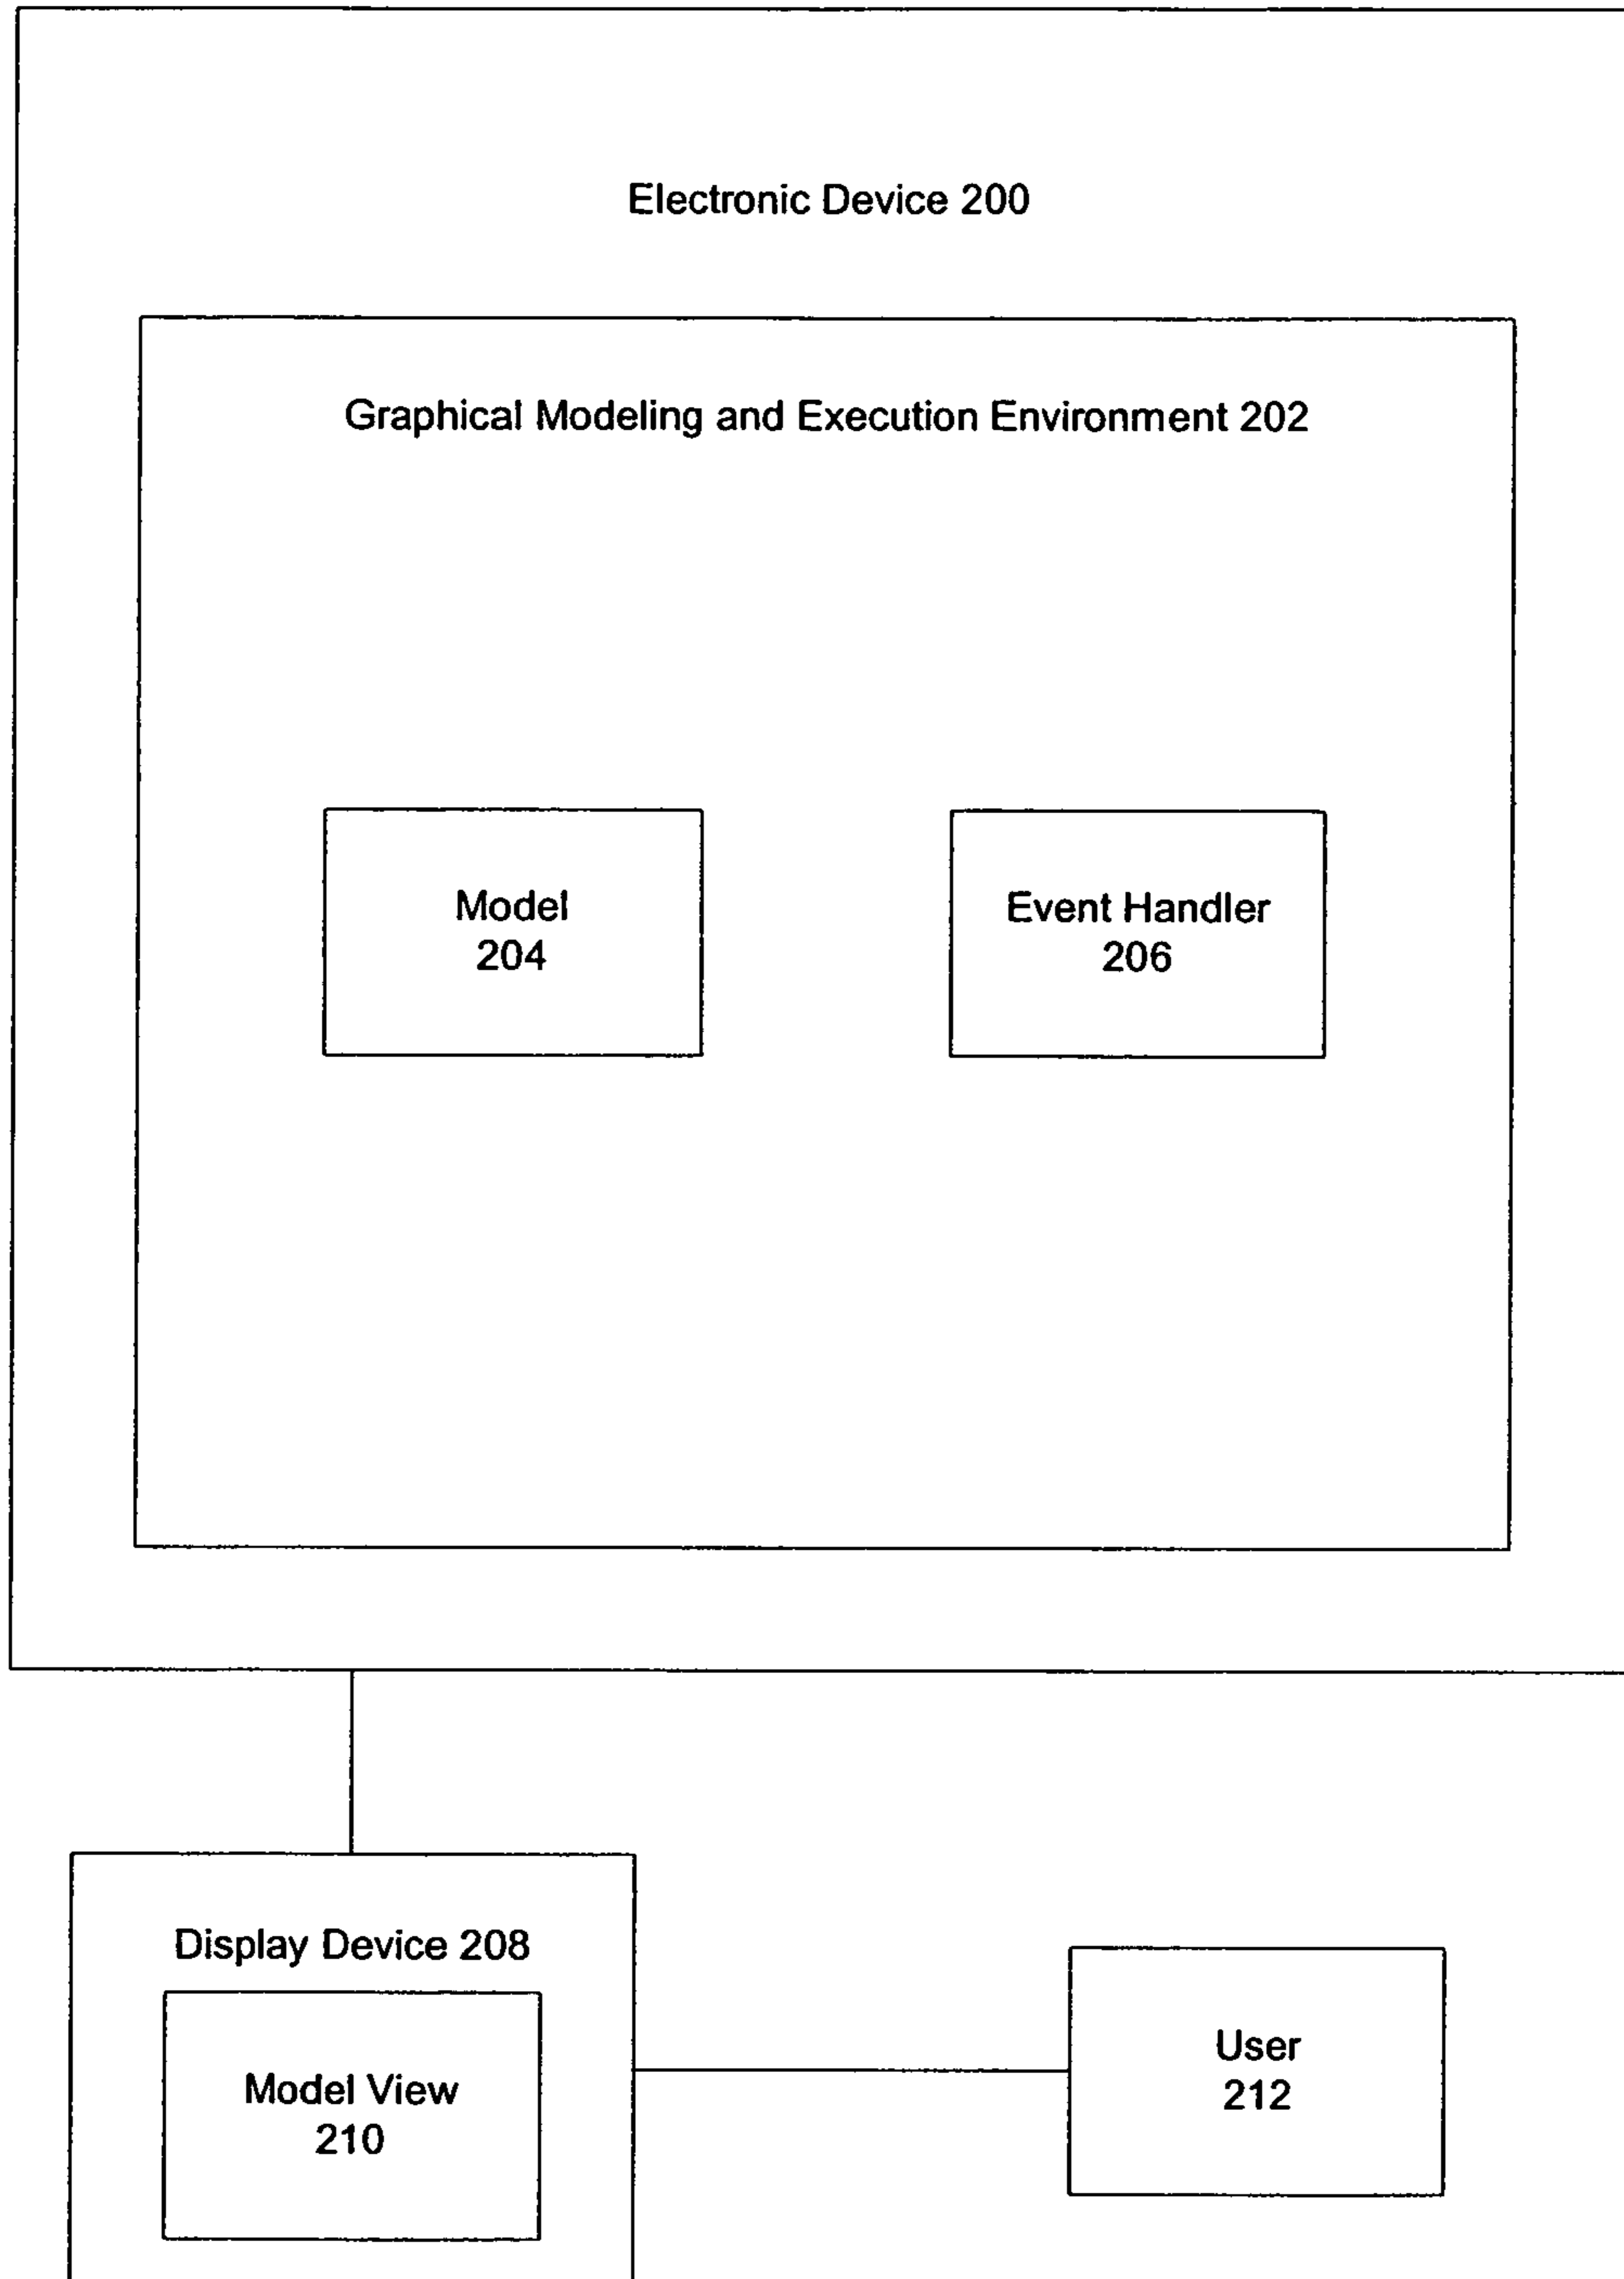 Electronic Device 200
Graphical Modeling and Execution Environment 202
Model
204
Event Handler
206
Display Device 208
Model View
210
User
212